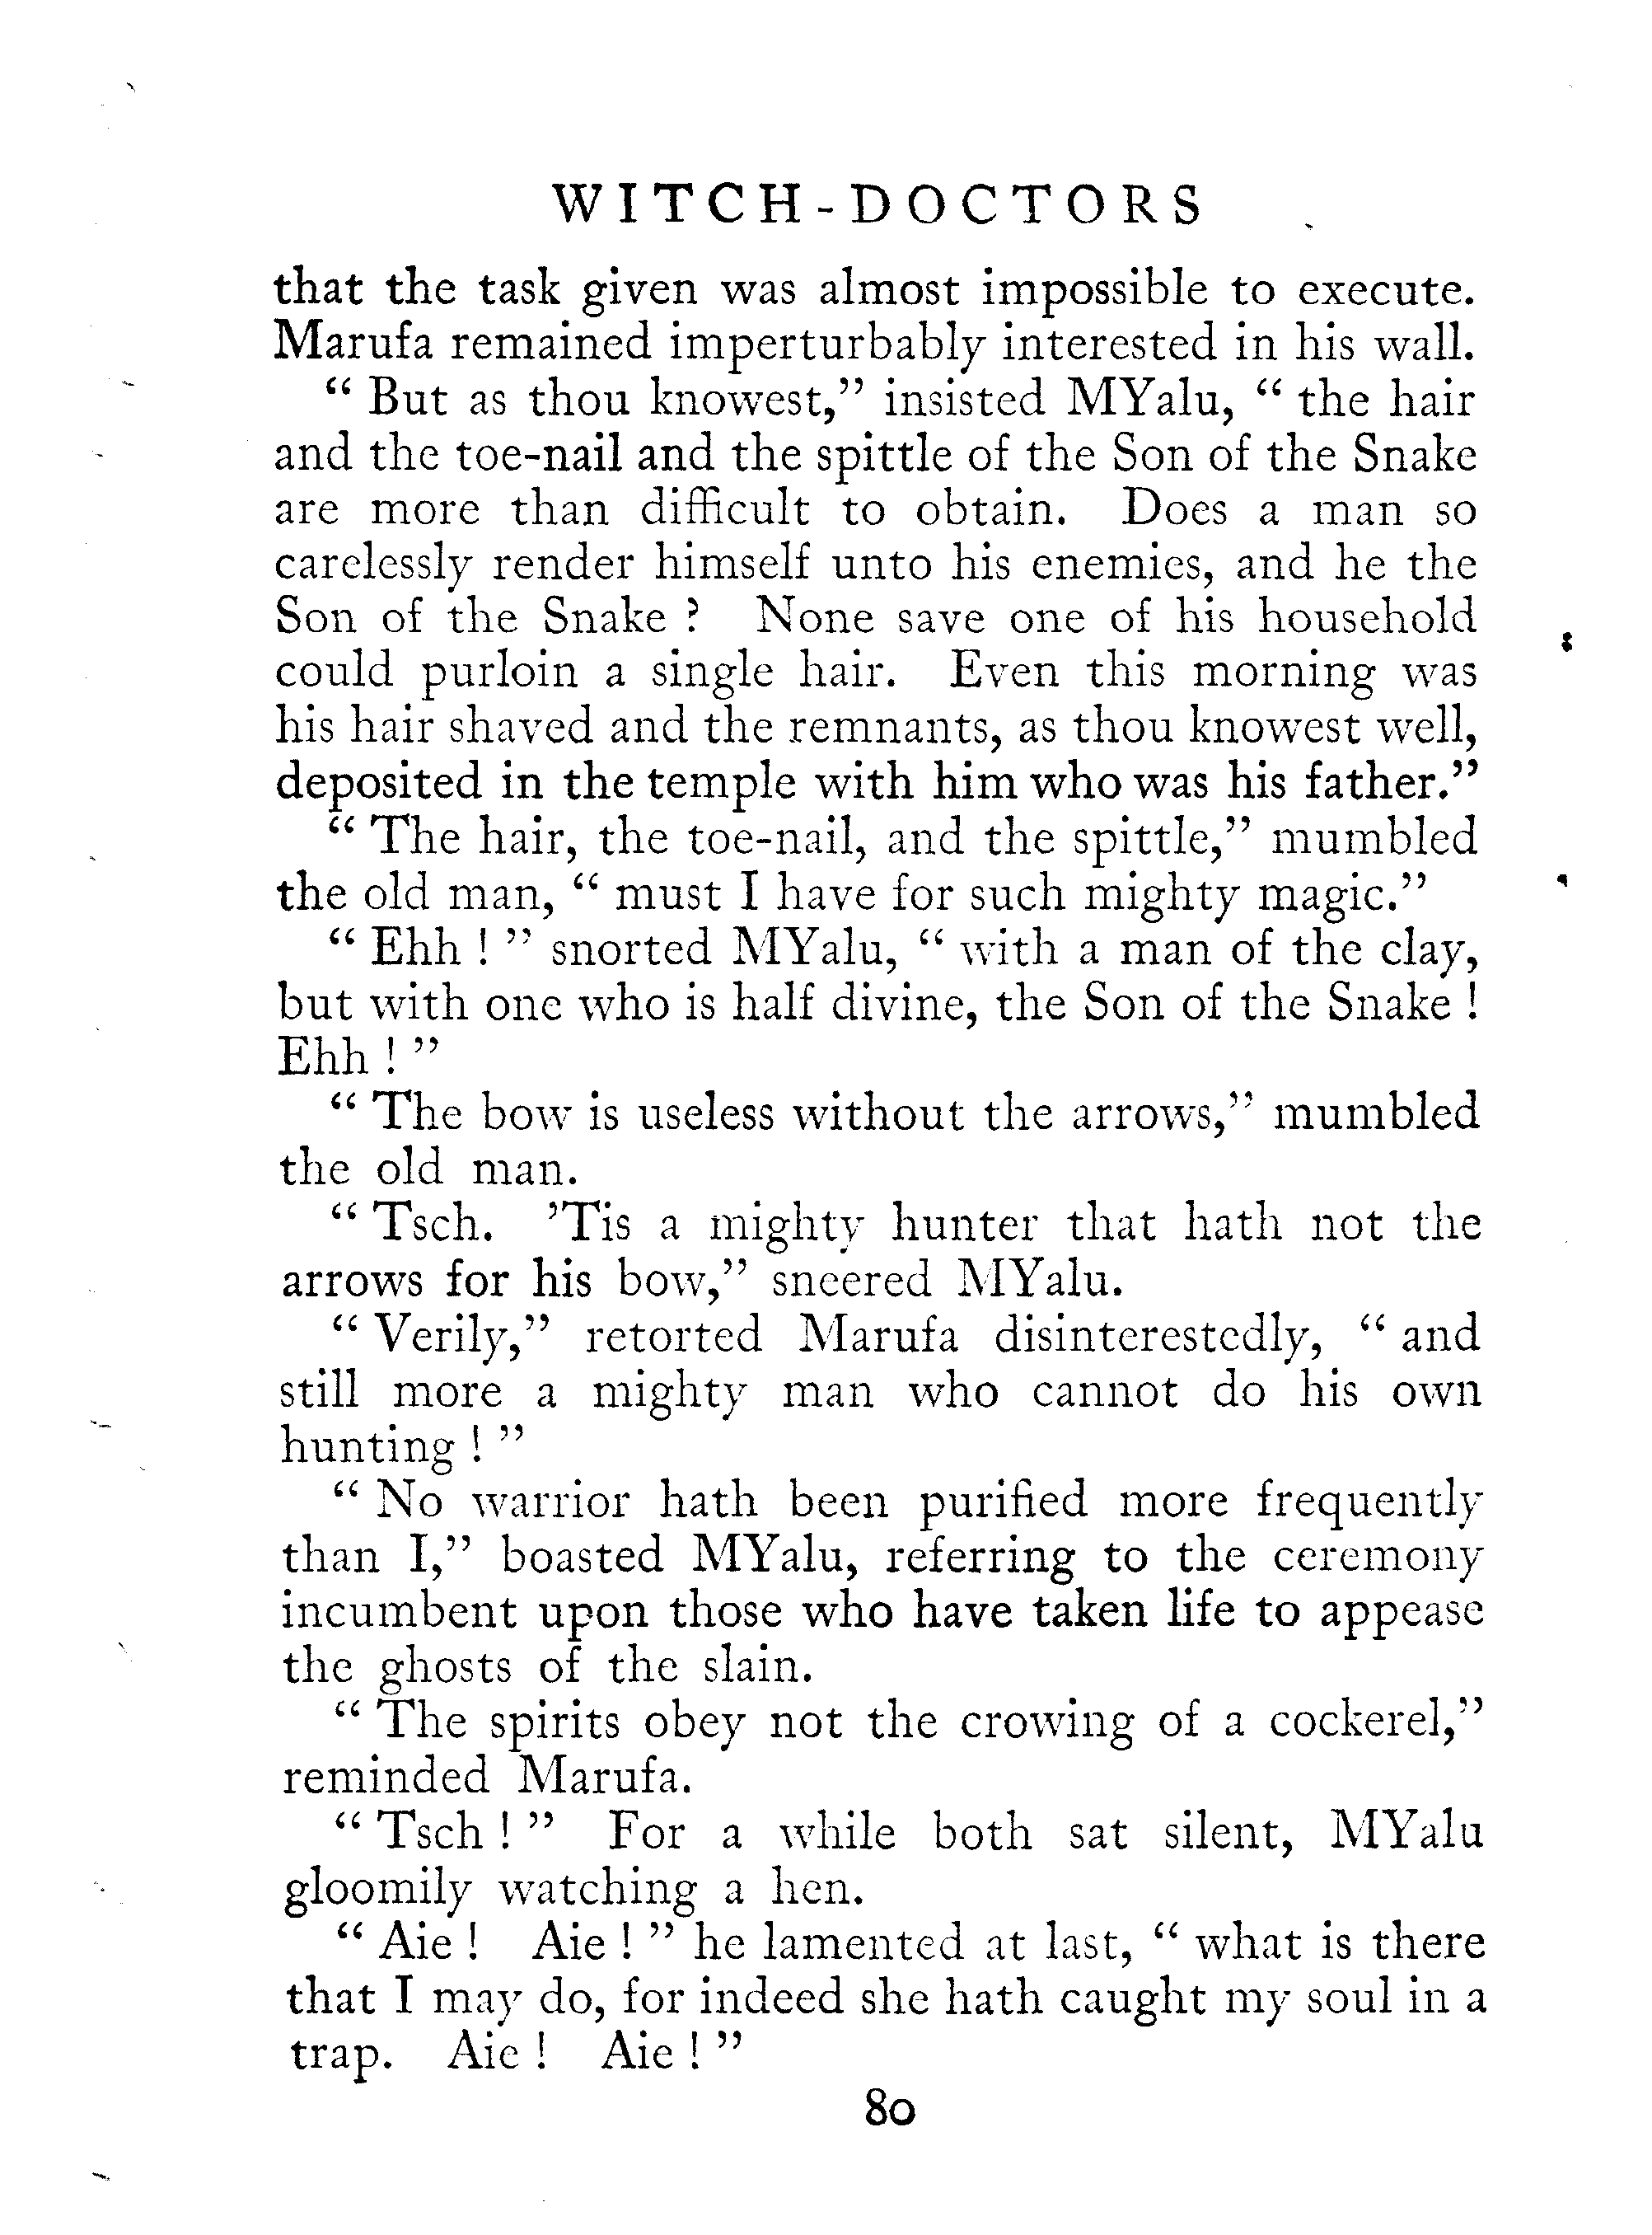 WITCH-DOCTORS
that the task given was almost impossible to execute.
Marufa remained imperturbably interested in his wall.
“ But as thou knowest,” insisted MYalu, “ the hair
and the toe-nail and the spittle of the Son of the Snake
are more than difficult to obtain. Does a man so
carelessly render himself unto his enemies, and he the
Son of the Snake ? None save one of his household
could purloin a single hair. Even this morning was
his hair shaved and the remnants, as thou knowest well,
deposited in the temple with him who was his father.”
“ The hair, the toe-nail, and the spittle,” mumbled
the old man, “ must I have for such mighty magic.”
“ Ehh ! ” snorted MYalu, “ with a man of the clay,
but with one who is half divine, the Son of the Snake !
Ehh ! ”
“ The bow is useless without the arrows,” mumbled
the old man.
“ Tsch. ’Tis a mighty hunter that hath not the
arrows for his bow,” sneered MYalu.
“ Verily,” retorted Marufa disinterestedly, “ and
still more a mighty man who cannot do his own
hunting ! ”
“ No warrior hath been purified more frequently
than I,” boasted MYalu, referring to the ceremony
incumbent upon those who have taken life to appease
the ghosts of the slain.
“ The spirits obey not the crowing of a cockerel,”
reminded Marufa.
“ Tsch ! ” For a while both sat silent, MYalu
gloomily watching a hen.
“ Aie ! Aie ! ” he lamented at last, “ what is there
that I may do, for indeed she hath caught my soul in a
trap. Aie ! Aie ! ”
80